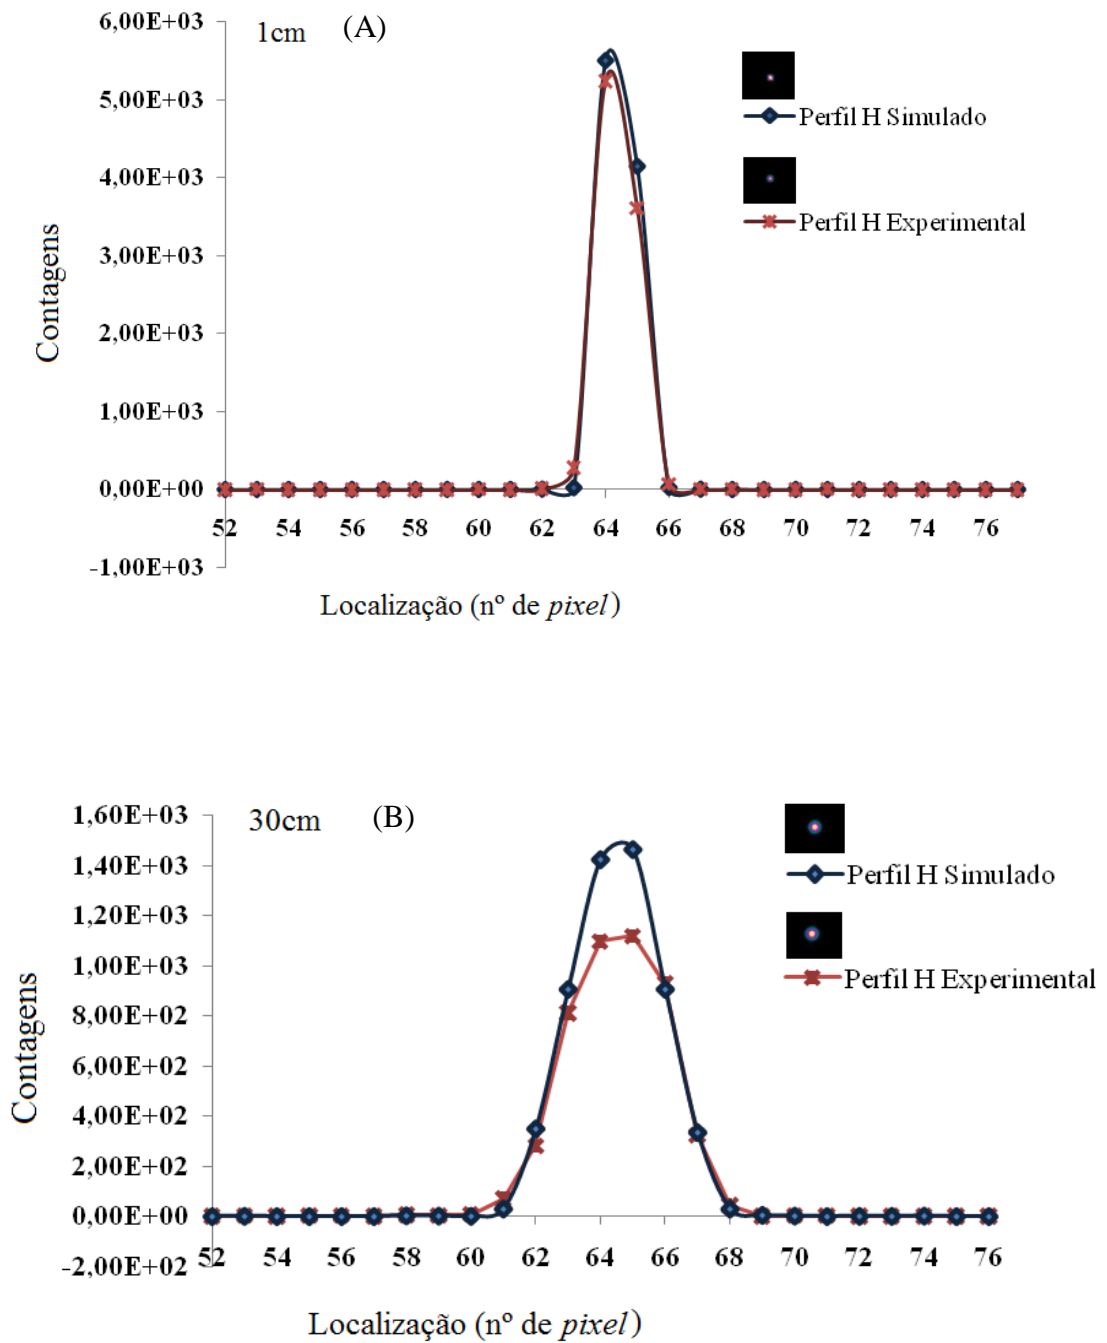 1cm (A)
6,00E+03
5,00E+03
4,00E+03
3,00E+03
2,00E+03
1,00E+03
0,00E+00
-1,00E+03
Contagens
Perfil H Simulado
Perfil H Experimental
52 54 56 58 60 62 64 66 68 70 72 74 76
Localização (nº de pixel)
30cm (B)
1,60E+03
1,40E+03
1,20E+03
1,00E+03
8,00E+02
6,00E+02
4,00E+02
2,00E+02
0,00E+00
-2,00E+02
Contagens
Perfil H Simulado
Perfil H Experimental
52 54 56 58 60 62 64 66 68 70 72 74 76
Localização (nº de pixel)